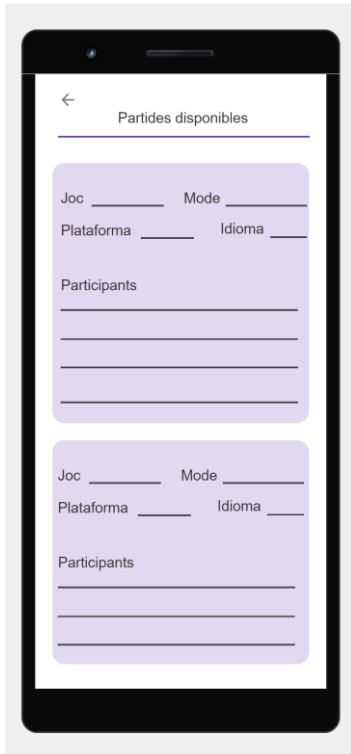 Partides disponibles
Joc Mode
Plataforma Idioma
Participants
Joc Mode
Plataforma Idioma
Participants